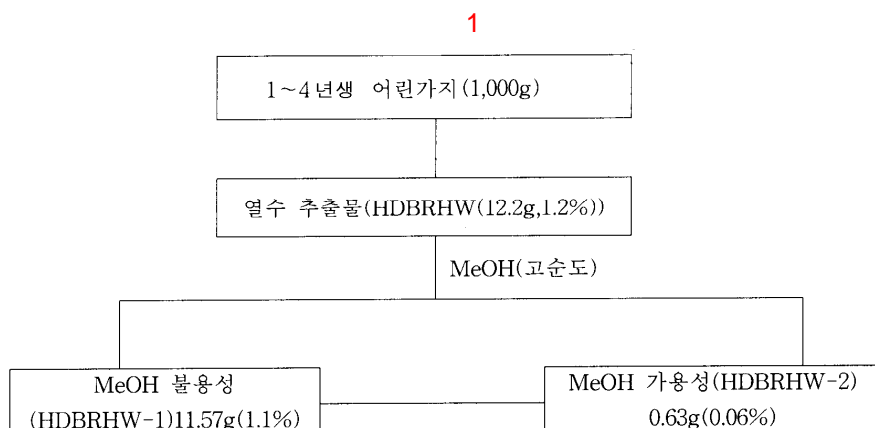 1
1~4년생 어린가지(1,000g)
열수 추출물(HDBRHW(12.2g,1.2%))
MeOH(고순도)
MeOH 불용성
(HDBRHW-1)11.57g(1.1%)
MeOH 가용성(HDBRHW-2)
0.63g(0.06%)